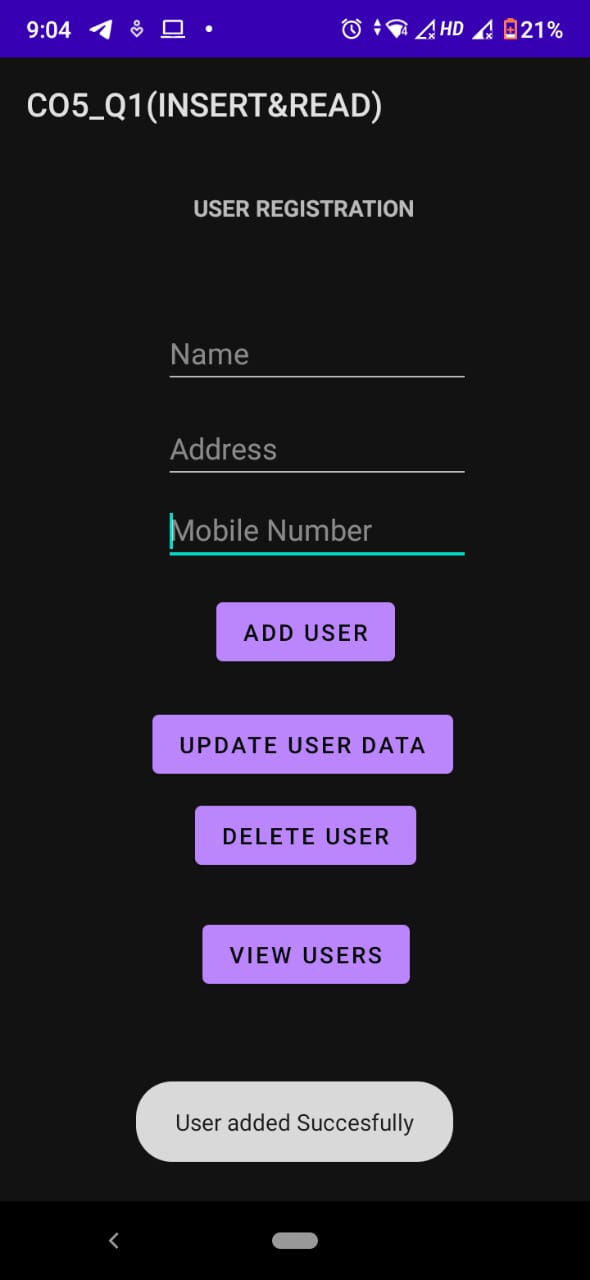 9:04 HD 21%
CO5_Q1(INSERT&READ)
USER REGISTRATION
Name
Address
Mobile Number
ADD USER
UPDATE USER DATA
DELETE USER
VIEW USERS
User added Succesfully